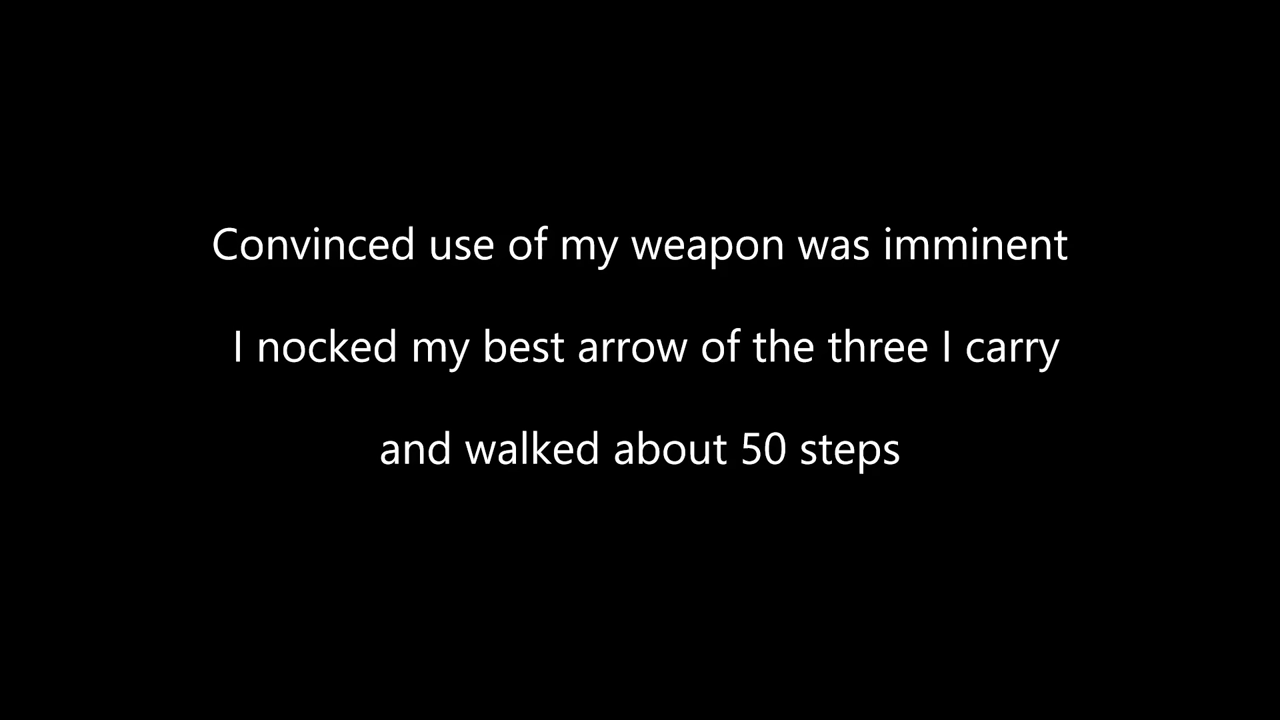 Convinced use of my weapon was imminent
I nocked my best arrow of the three I carry
and walked about 50 steps